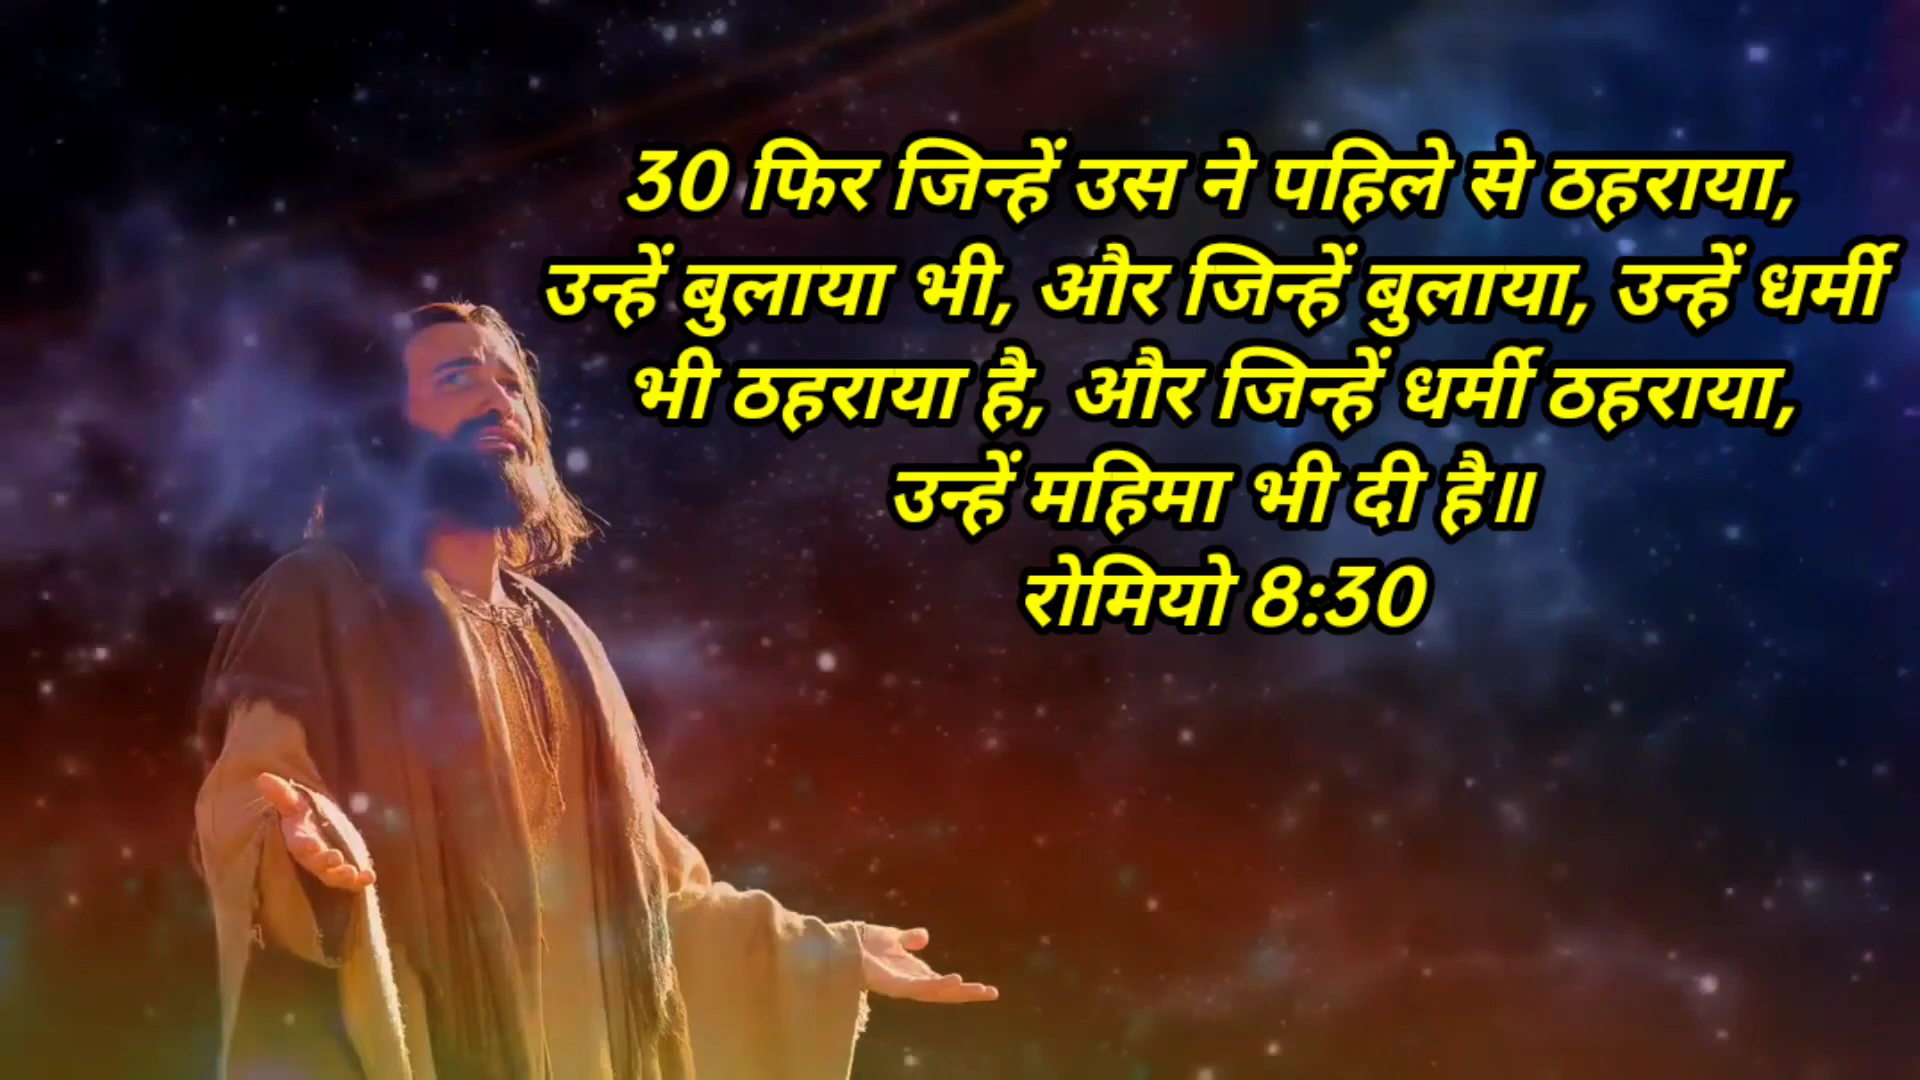 30 फिर जिन्हें उस ने पहिले से ठहराया,
उन्हें बुलाया भी, और जिन्हें बुलाया, उन्हें धर्मी
भी ठहराया है, और जिन्हें धर्मी ठहराया,
उन्हें महिमा भी दी है॥
रोमियो 8:30